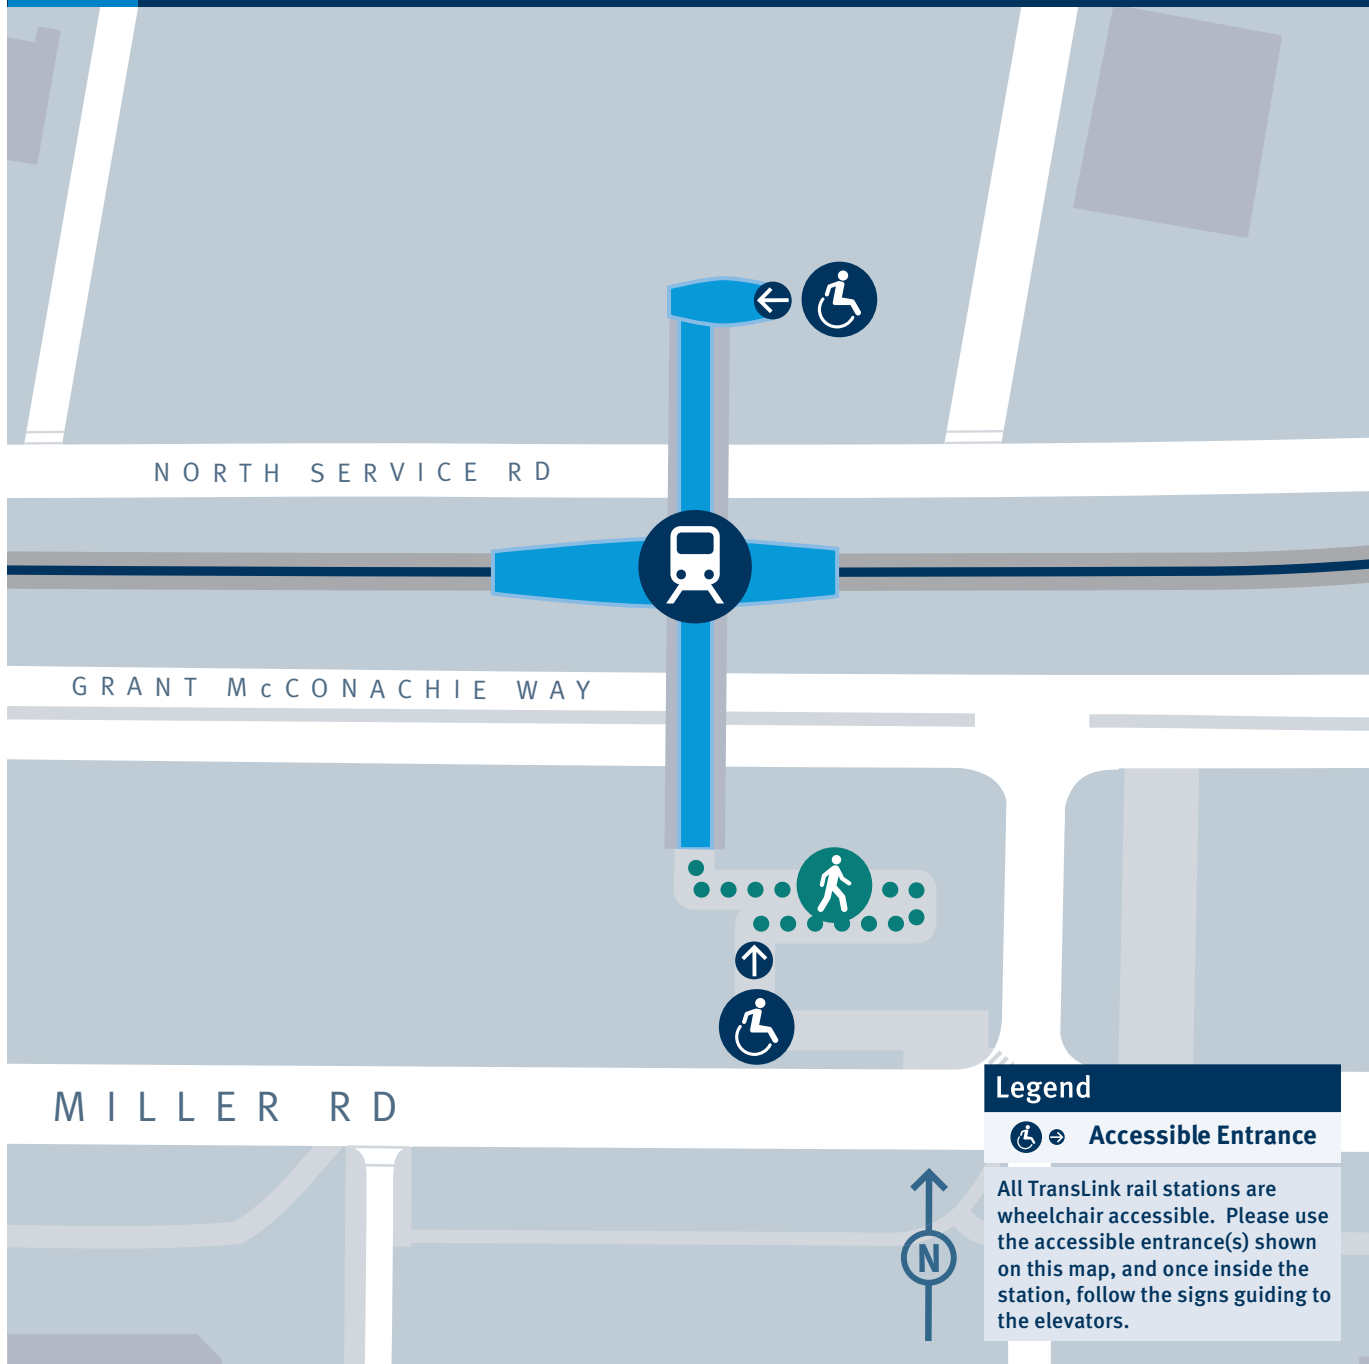 NORTH SERVICE RD
GRANT McCONACHIE WAY
MILLER RD
Legend
Accessible Entrance
All TransLink rail stations are
wheelchair accessible.  Please use
the accessible entrance(s) shown
on this map, and once inside the
station, follow the signs guiding to
the elevators.
N